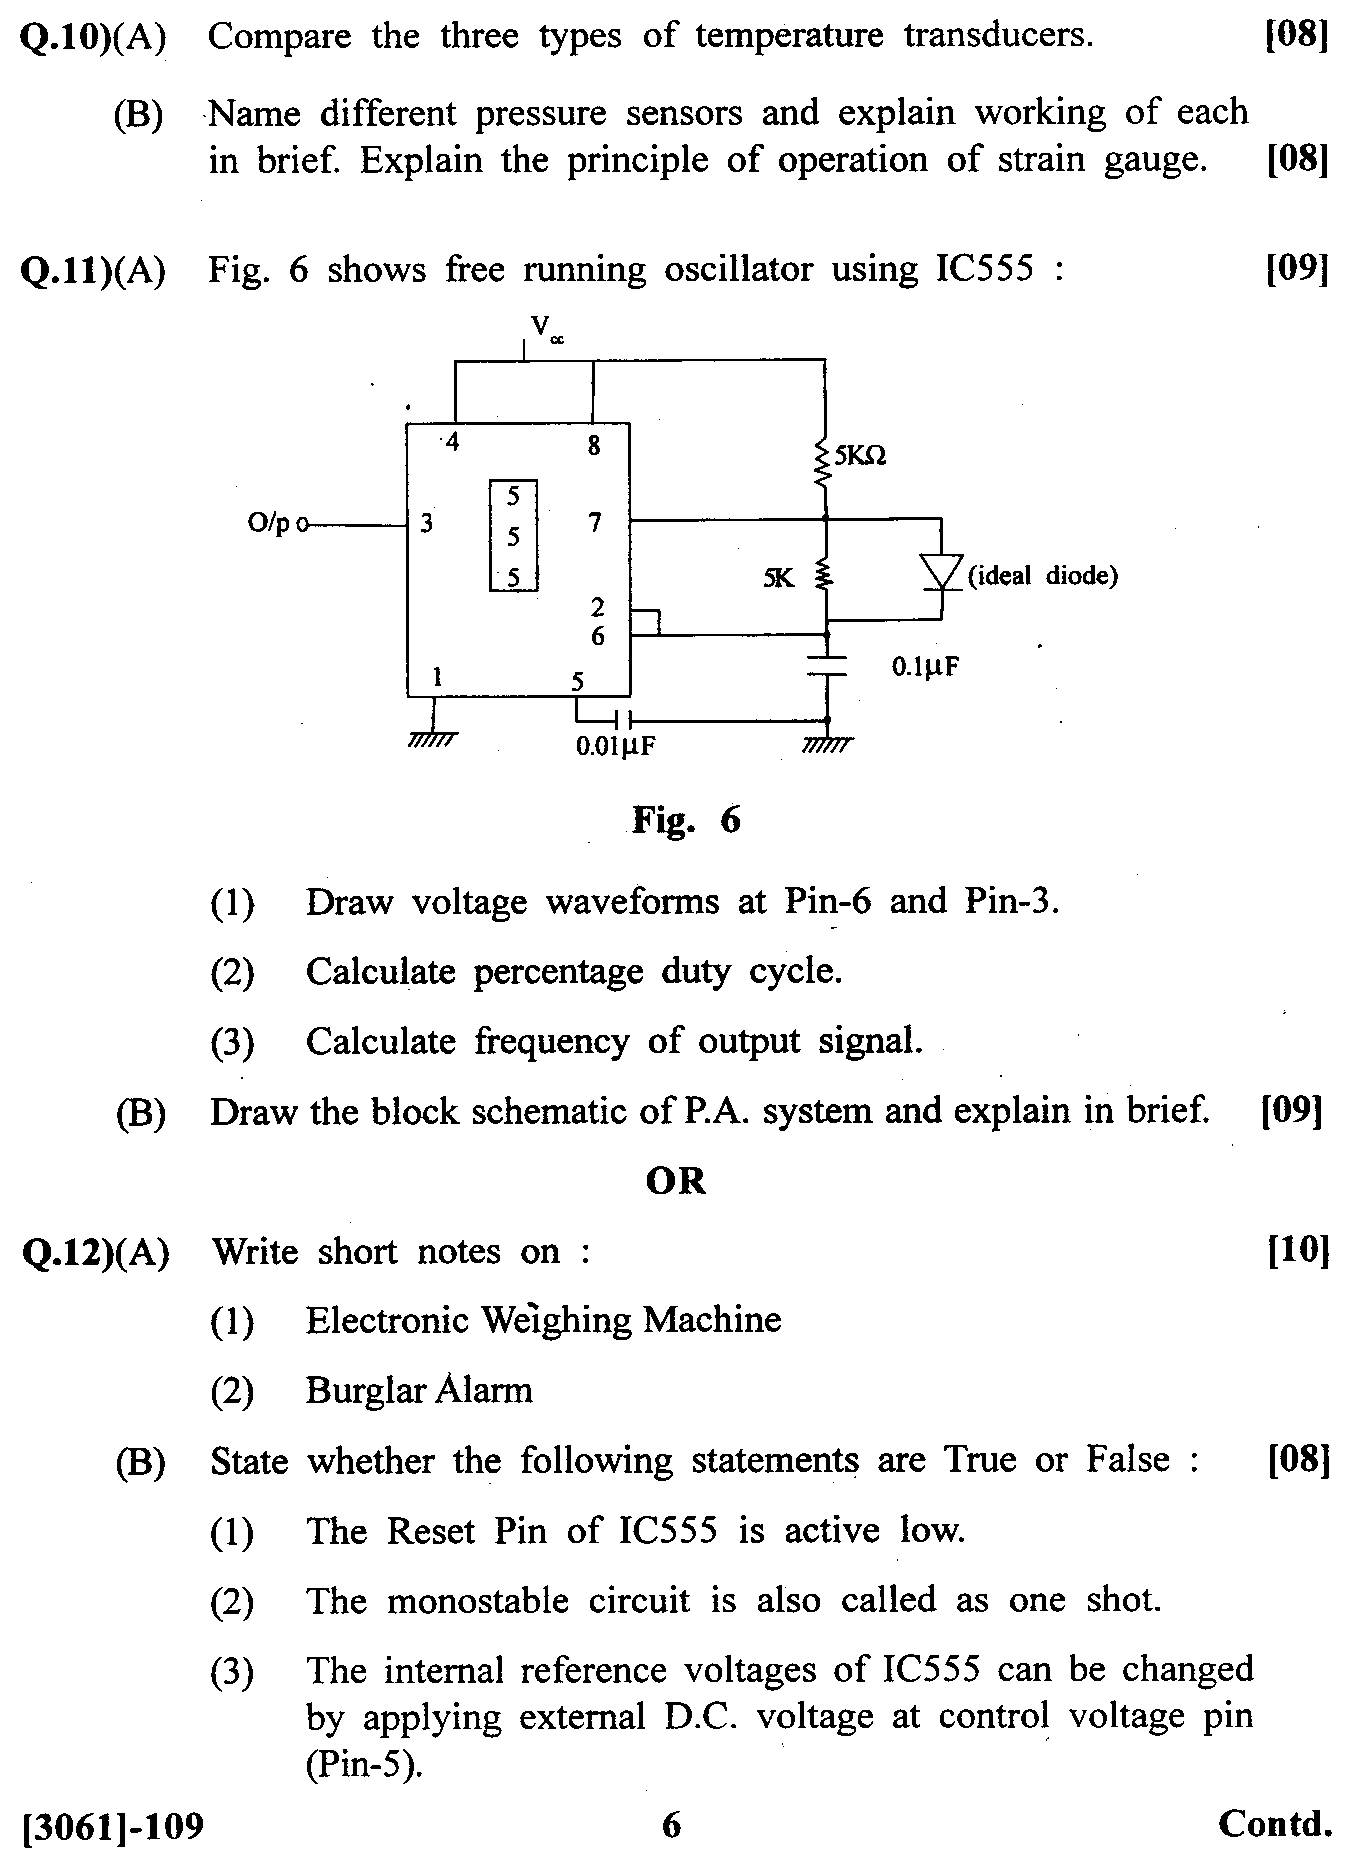 Q.10)(A) Compare the three types of temperature transducers. [08]
(B) Name different pressure sensors and explain working of each
in brief. Explain the principle of operation of strain gauge. [08]
Q.11)(A) Fig. 6 shows free running oscillator using IC555 : [09]
Vcc
4 8
5KΩ
5
O/p 3 5 7
5
5K (ideal diode)
2
6
0.1µF
1 5
0.01µF
Fig. 6
(1) Draw voltage waveforms at Pin-6 and Pin-3.
(2) Calculate percentage duty cycle.
(3) Calculate frequency of output signal.
(B) Draw the block schematic of P.A. system and explain in brief. [09]
OR
Q.12)(A) Write short notes on : [10]
(1) Electronic Weighing Machine
(2) Burglar Alarm
(B) State whether the following statements are True or False : [08]
(1) The Reset Pin of IC555 is active low.
(2) The monostable circuit is also called as one shot.
(3) The internal reference voltages of IC555 can be changed
by applying external D.C. voltage at control voltage pin
(Pin-5).
[3061]-109 6 Contd.